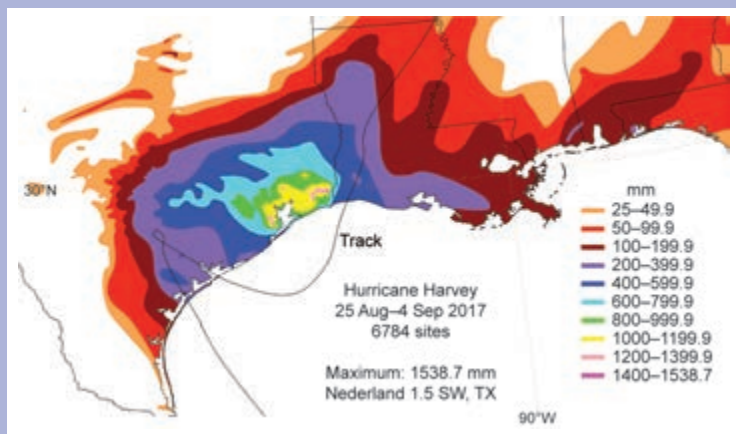 30°N
Track
Hurricane Harvey
25 Aug–4 Sep 2017
6784 sites
Maximum: 1538.7 mm
Nederland 1.5 SW, TX
90°W
mm
25–49.9
50–99.9
100–199.9
200–399.9
400–599.9
600–799.9
800–999.9
1000–1199.9
1200–1399.9
1400–1538.7